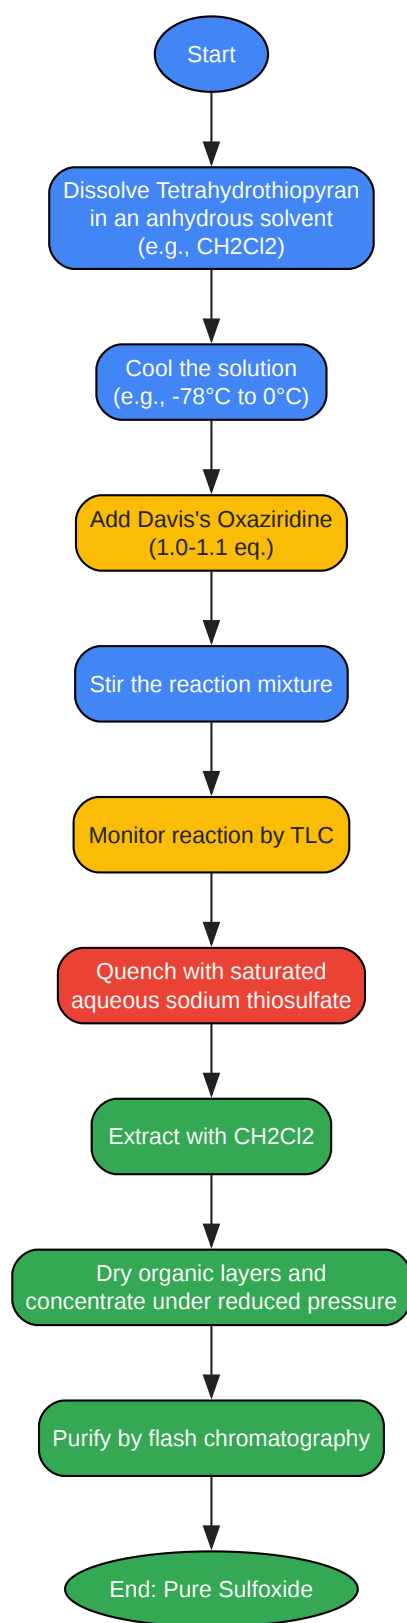 Start
Dissolve Tetrahydrothiopyran
in an anhydrous solvent
(e.g., CH2Cl2)
Cool the solution
(e.g., -78°C to 0°C)
Add Davis's Oxaziridine
(1.0-1.1 eq.)
Stir the reaction mixture
Monitor reaction by TLC
Quench with saturated
aqueous sodium thiosulfate
Extract with CH2Cl2
Dry organic layers and
concentrate under reduced pressure
Purify by flash chromatography
End: Pure Sulfoxide